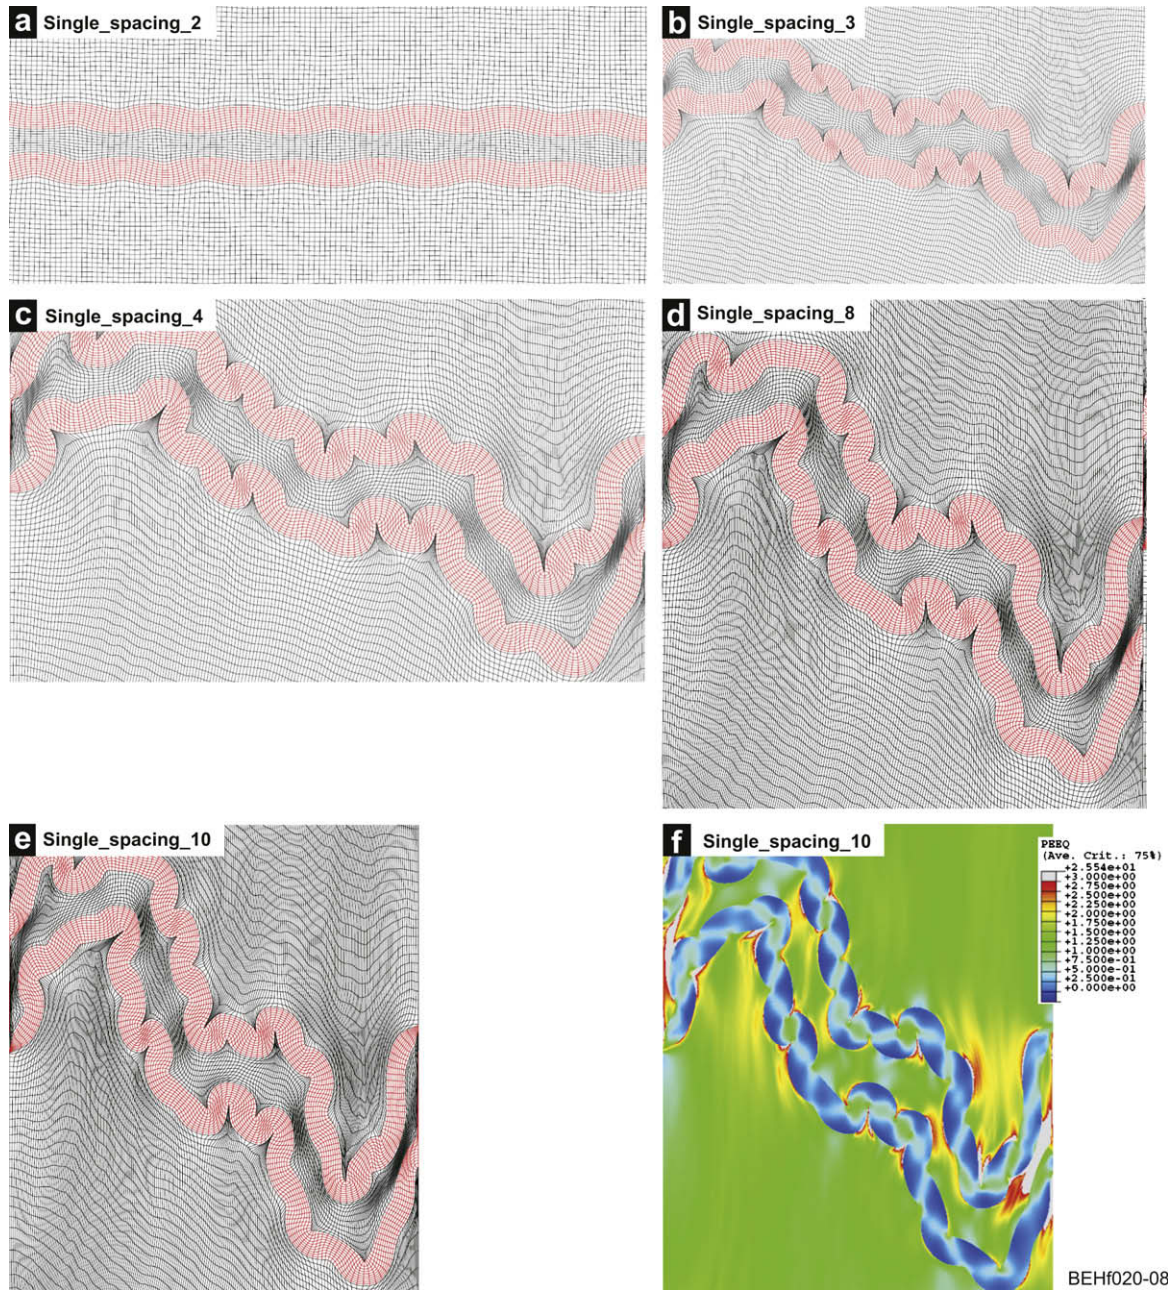 a Single_spacing_2
b Single_spacing_3
c Single_spacing_4
d Single_spacing_8
e Single_spacing_10
f Single_spacing_10
PEEQ
(Ave. Crit.: 75%)
+2.554e+01
+3.000e+00
+2.750e+00
+2.500e+00
+2.250e+00
+2.000e+00
+1.750e+00
+1.500e+00
+1.250e+00
+1.000e+00
+7.500e-01
+5.000e-01
+2.500e-01
+0.000e+00
BEHf020-08